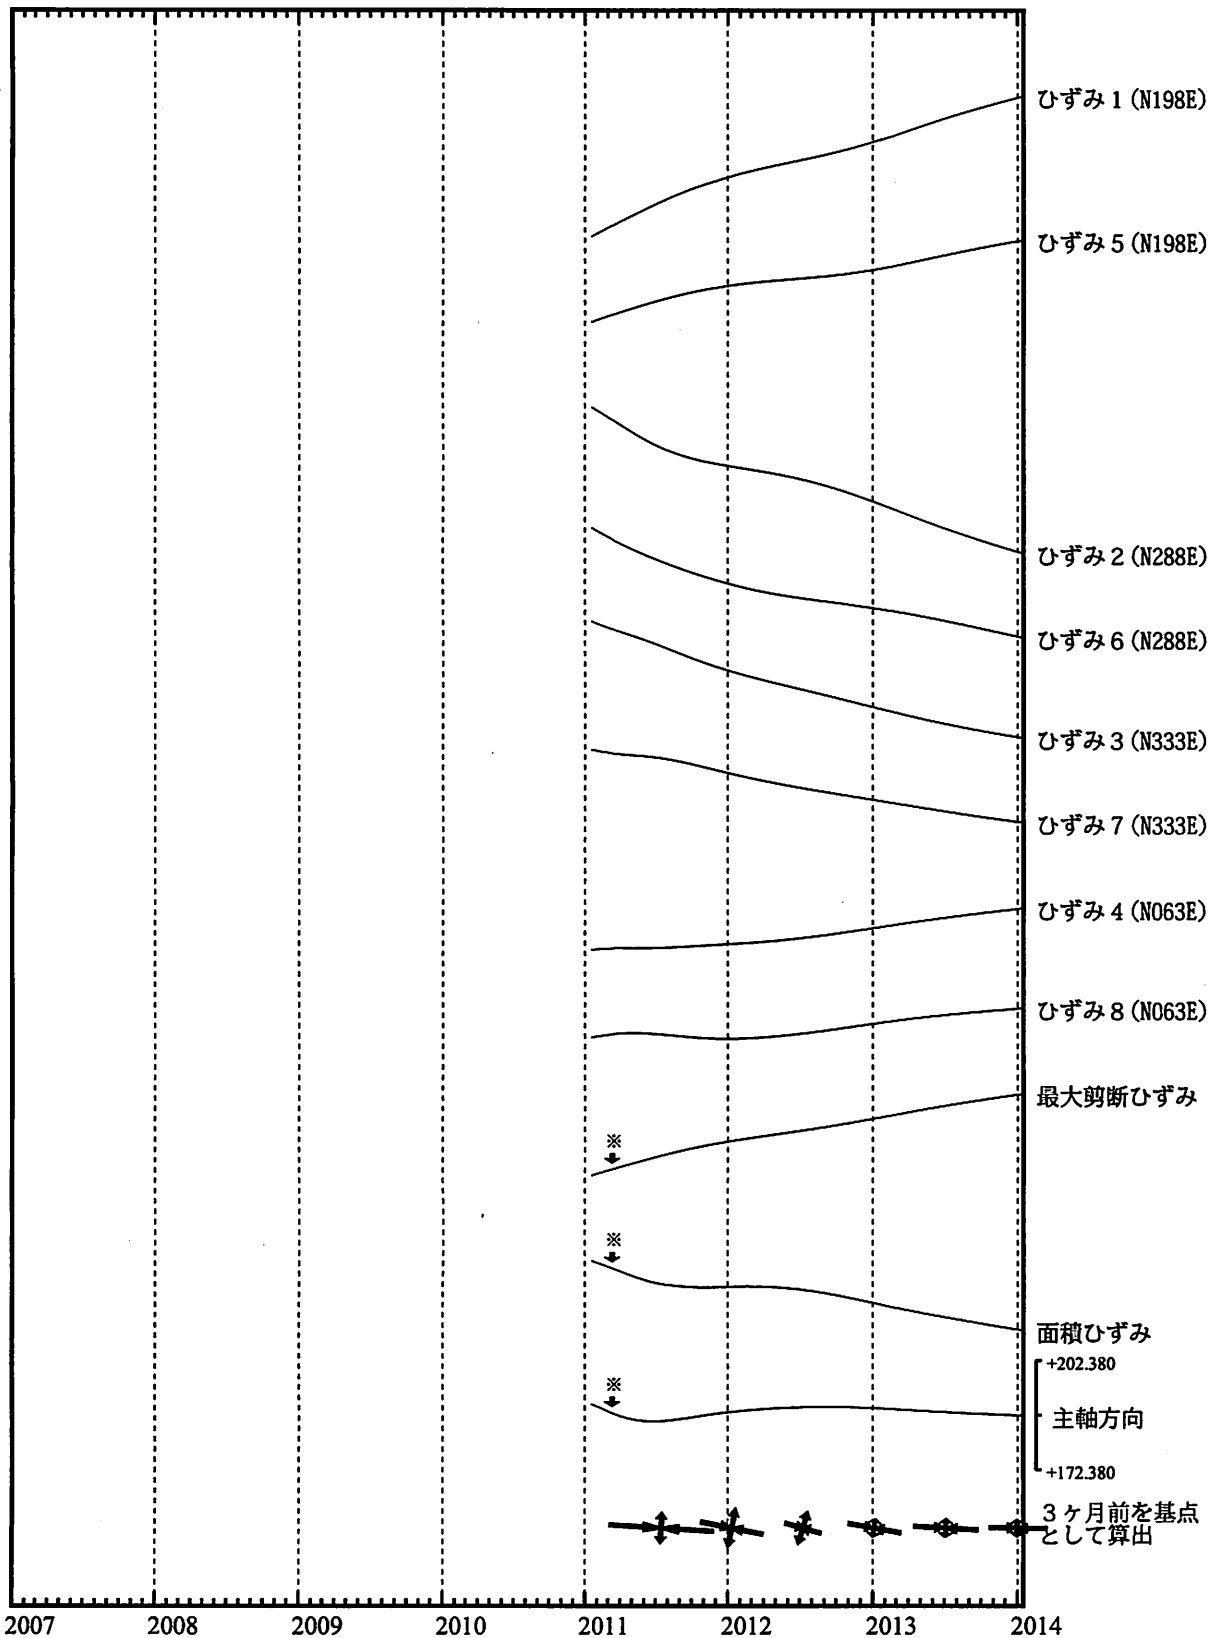 ひずみ1(N198E)
ひずみ5(N198E)
ひずみ2(N288E)
ひずみ6(N288E)
ひずみ3(N333E)
ひずみ7(N333E)
ひずみ4(N063E)
ひずみ8(N063E)
最大剪断ひずみ
※
※
面積ひずみ
+202.380
※
主軸方向
+172.380
3ヶ月前を基点
として算出
2007 2008 2009 2010 2011 2012 2013 2014